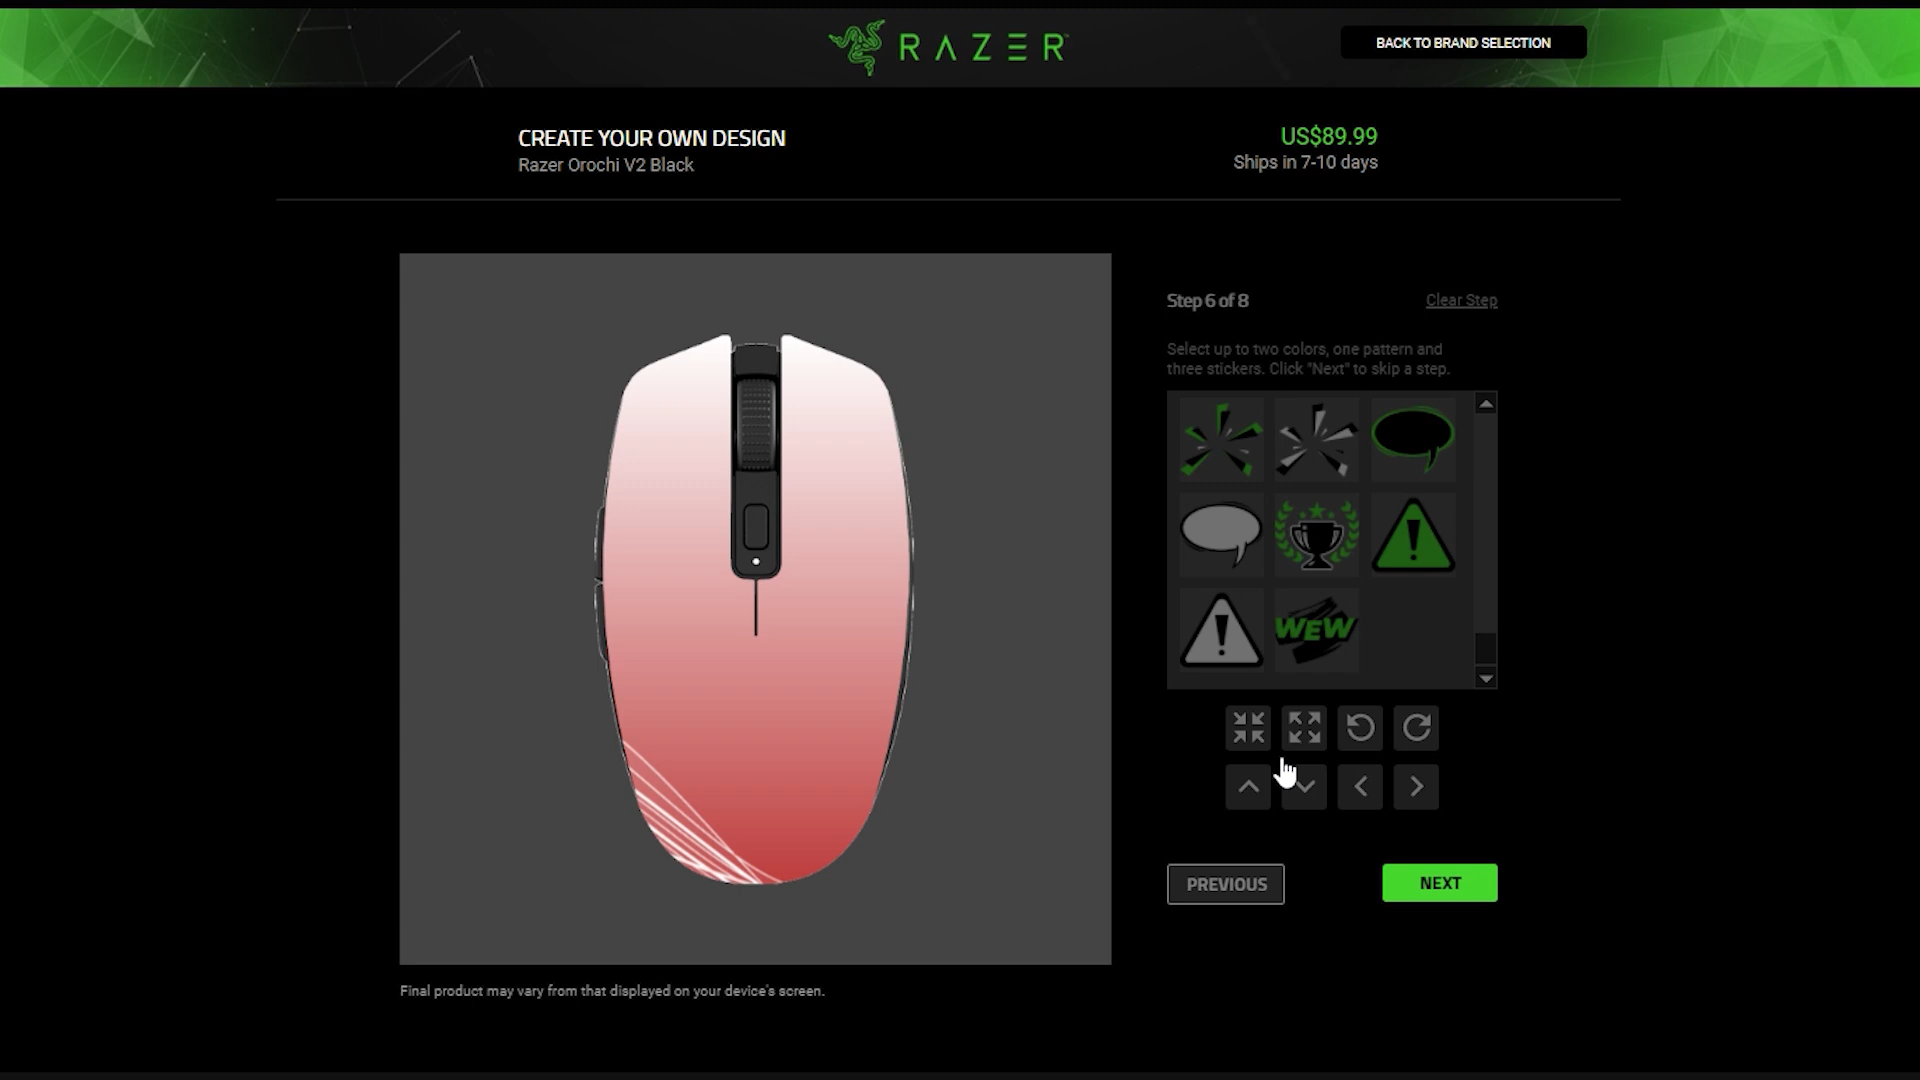 RAZER
BACK TO BRAND SELECTION
CREATE YOUR OWN DESIGN
Razer Orochi V2 Black
US$89.99
Ships in 7-10 days
Step 6 of 8
Clear Step
Select up to two colors, one pattern and
three stickers. Click "Next" to skip a step.
WEW
PREVIOUS
NEXT
Final product may vary from that displayed on your device's screen.